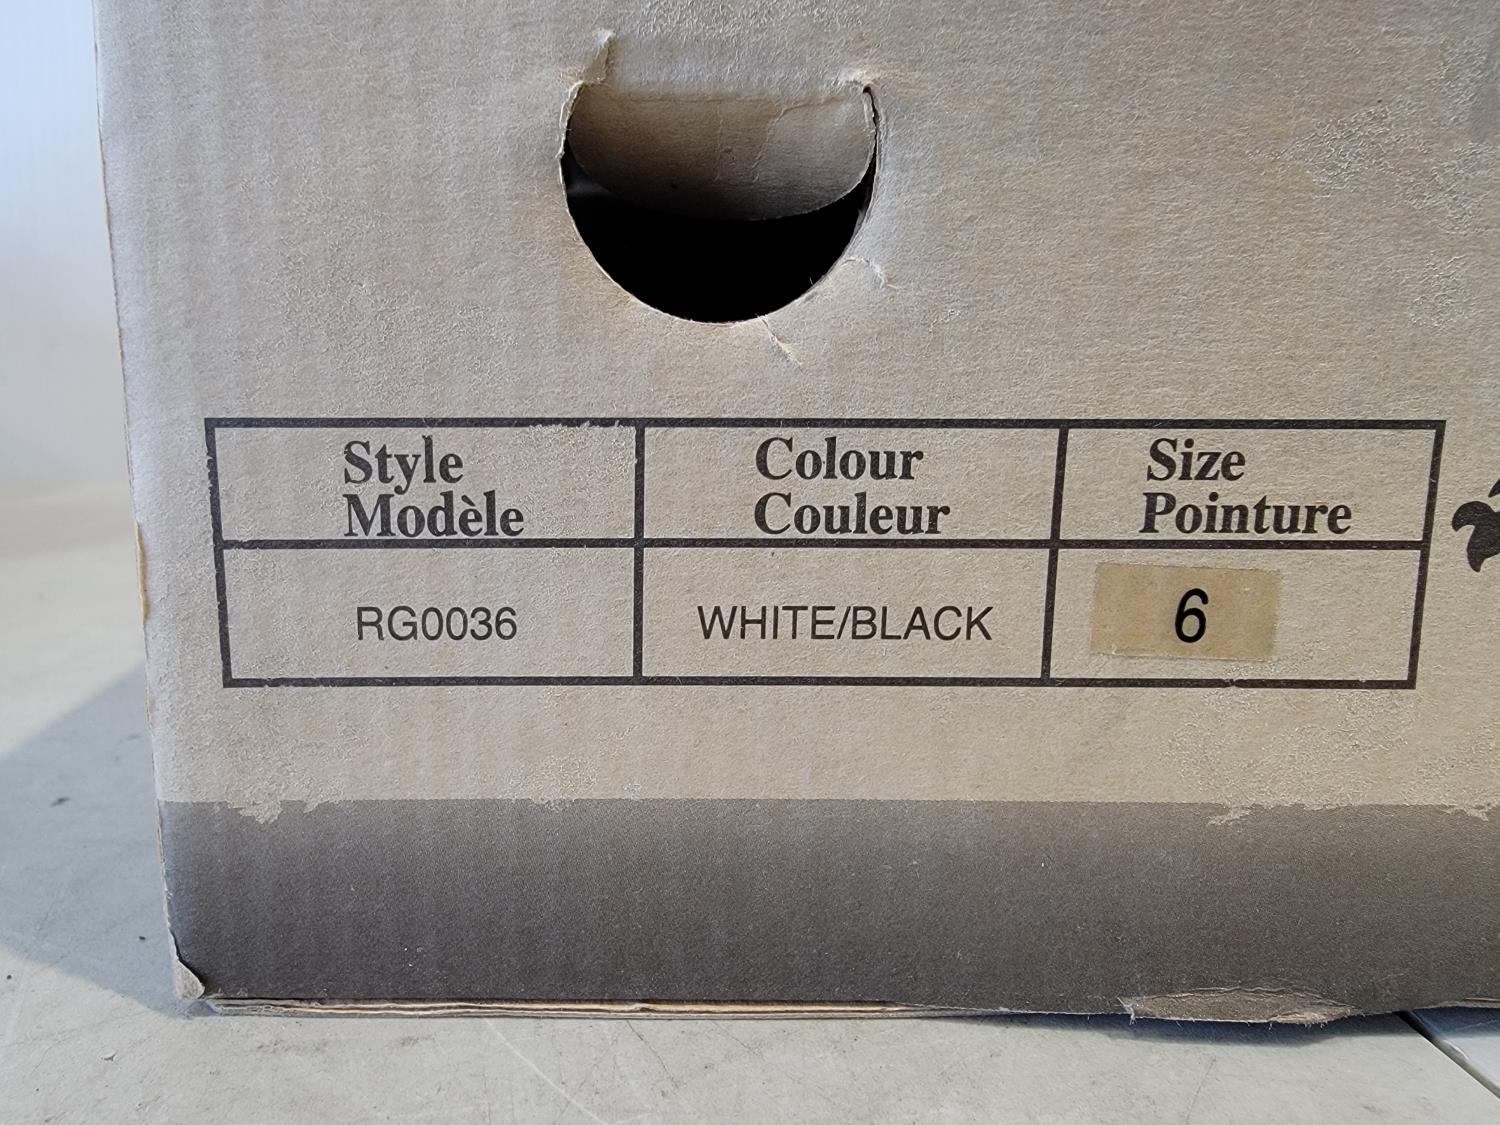 Style
Modèle
Colour
Couleur
Size
Pointure
RG0036
WHITE/BLACK
6